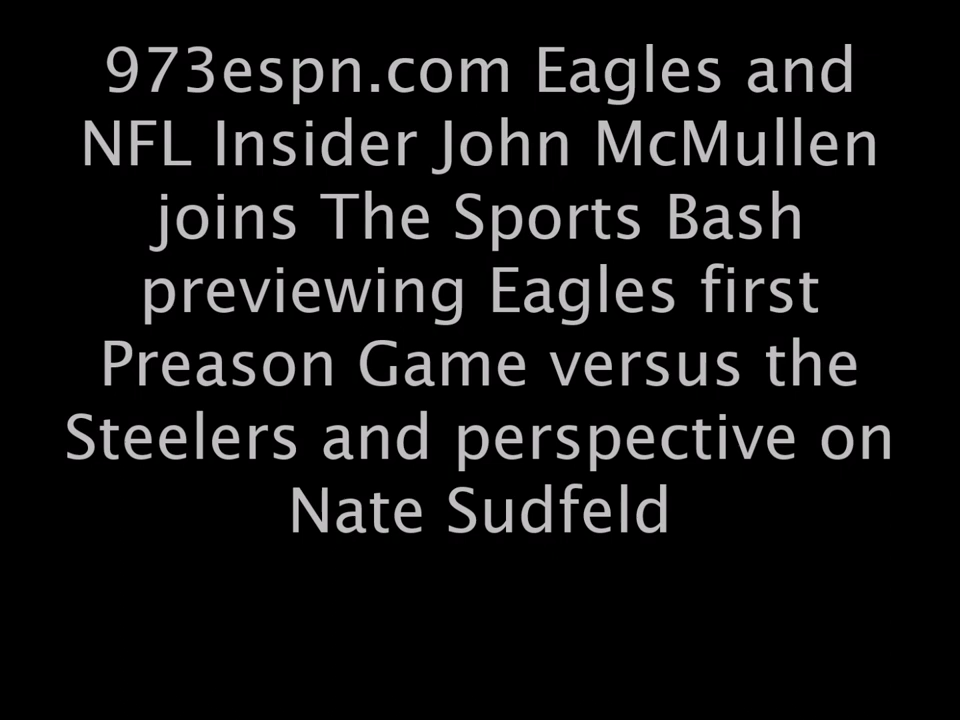 973espn.com Eagles and
NFL Insider John McMullen
joins The Sports Bash
previewing Eagles first
Preason Game versus the
Steelers and perspective on
Nate Sudfeld